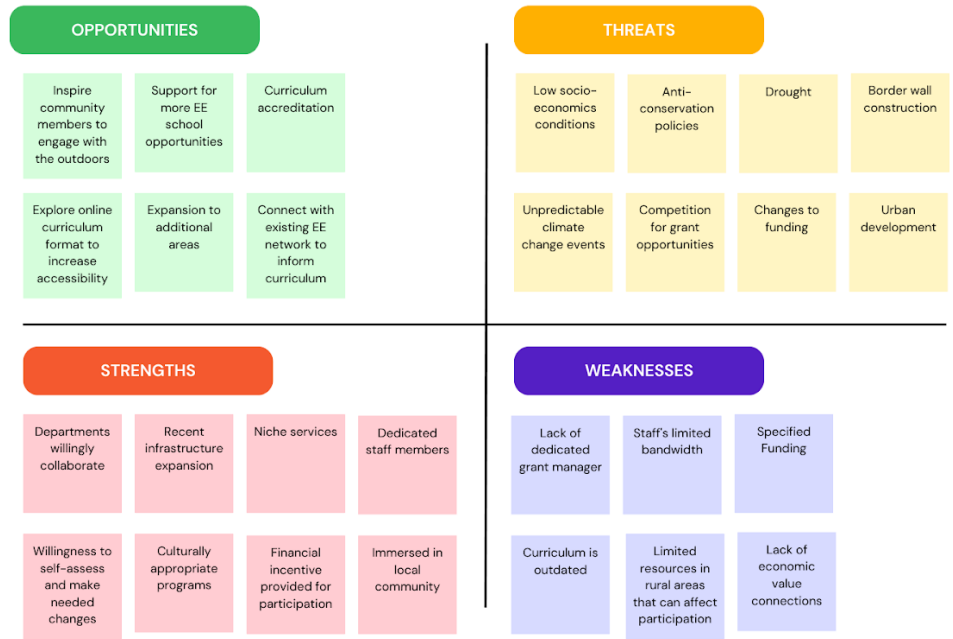 OPPORTUNITIES
Inspire
community
members to
engage with
the outdoors
Support for
more EE
school
opportunities
Curriculum
accreditation
Explore online
curriculum
format to
increase
accessibility
Expansion to
additional
areas
Connect with
existing EE
network to
inform
curriculum
THREATS
Low socio-
economics
conditions
Anti-
conservation
policies
Drought
Border wall
construction
Unpredictable
climate
change events
Competition
for grant
opportunities
Changes to
funding
Urban
development
STRENGTHS
Departments
willingly
collaborate
Recent
infrastructure
expansion
Niche services
Dedicated
staff members
Willingness to
self-assess
and make
needed
changes
Culturally
appropriate
programs
Financial
incentive
provided for
participation
Immersed in
local
community
WEAKNESSES
Lack of
dedicated
grant manager
Staff's limited
bandwidth
Specified
Funding
Curriculum is
outdated
Limited
resources in
rural areas
that can affect
participation
Lack of
economic
value
connections